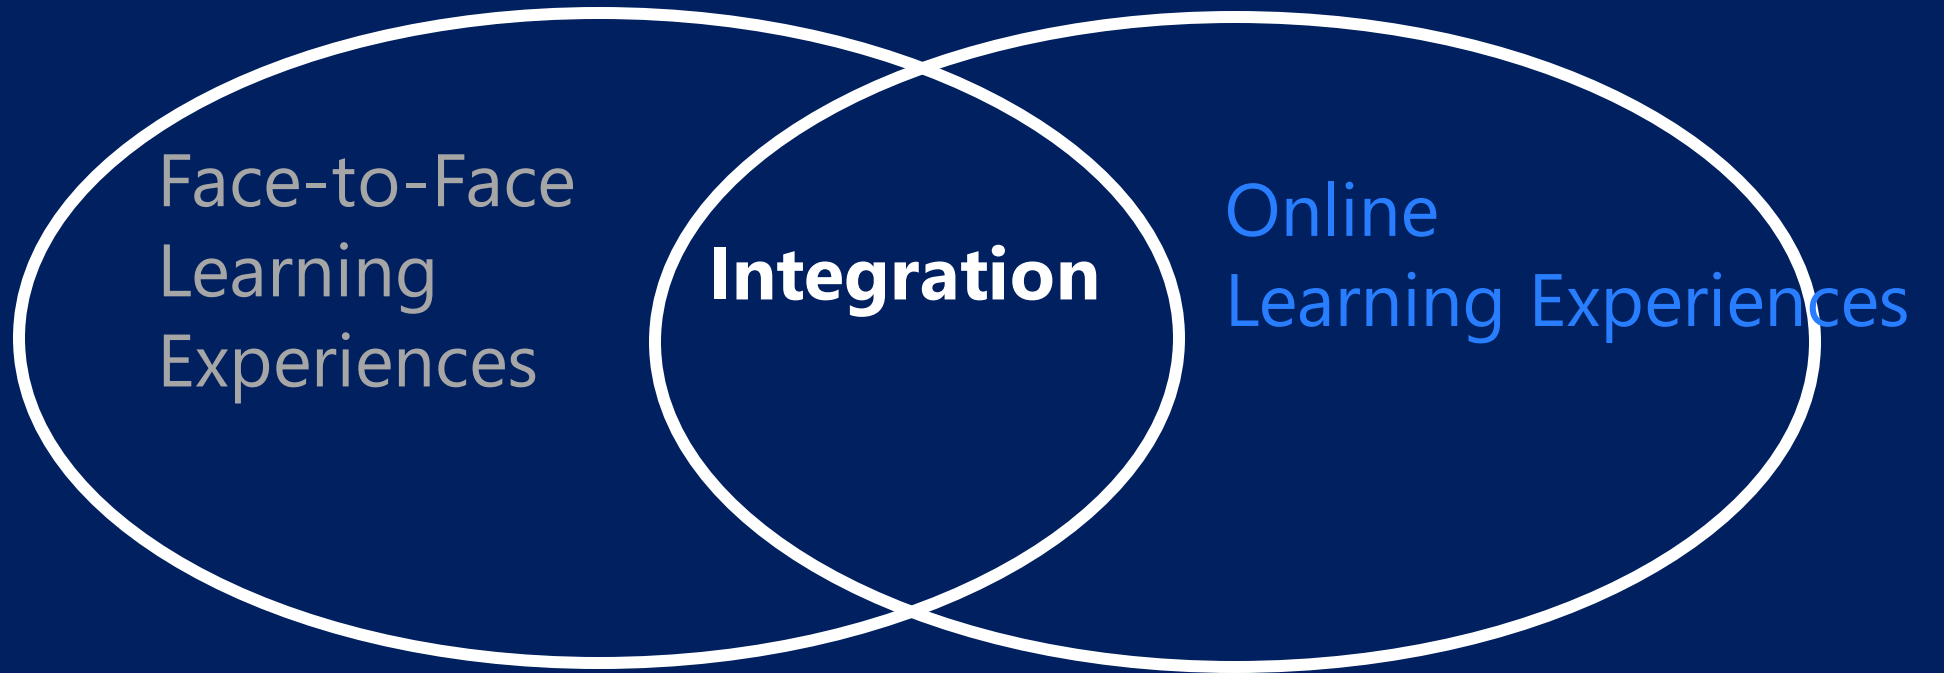 Face-to-Face
Learning
Experiences
Integration
Online
Learning Experiences